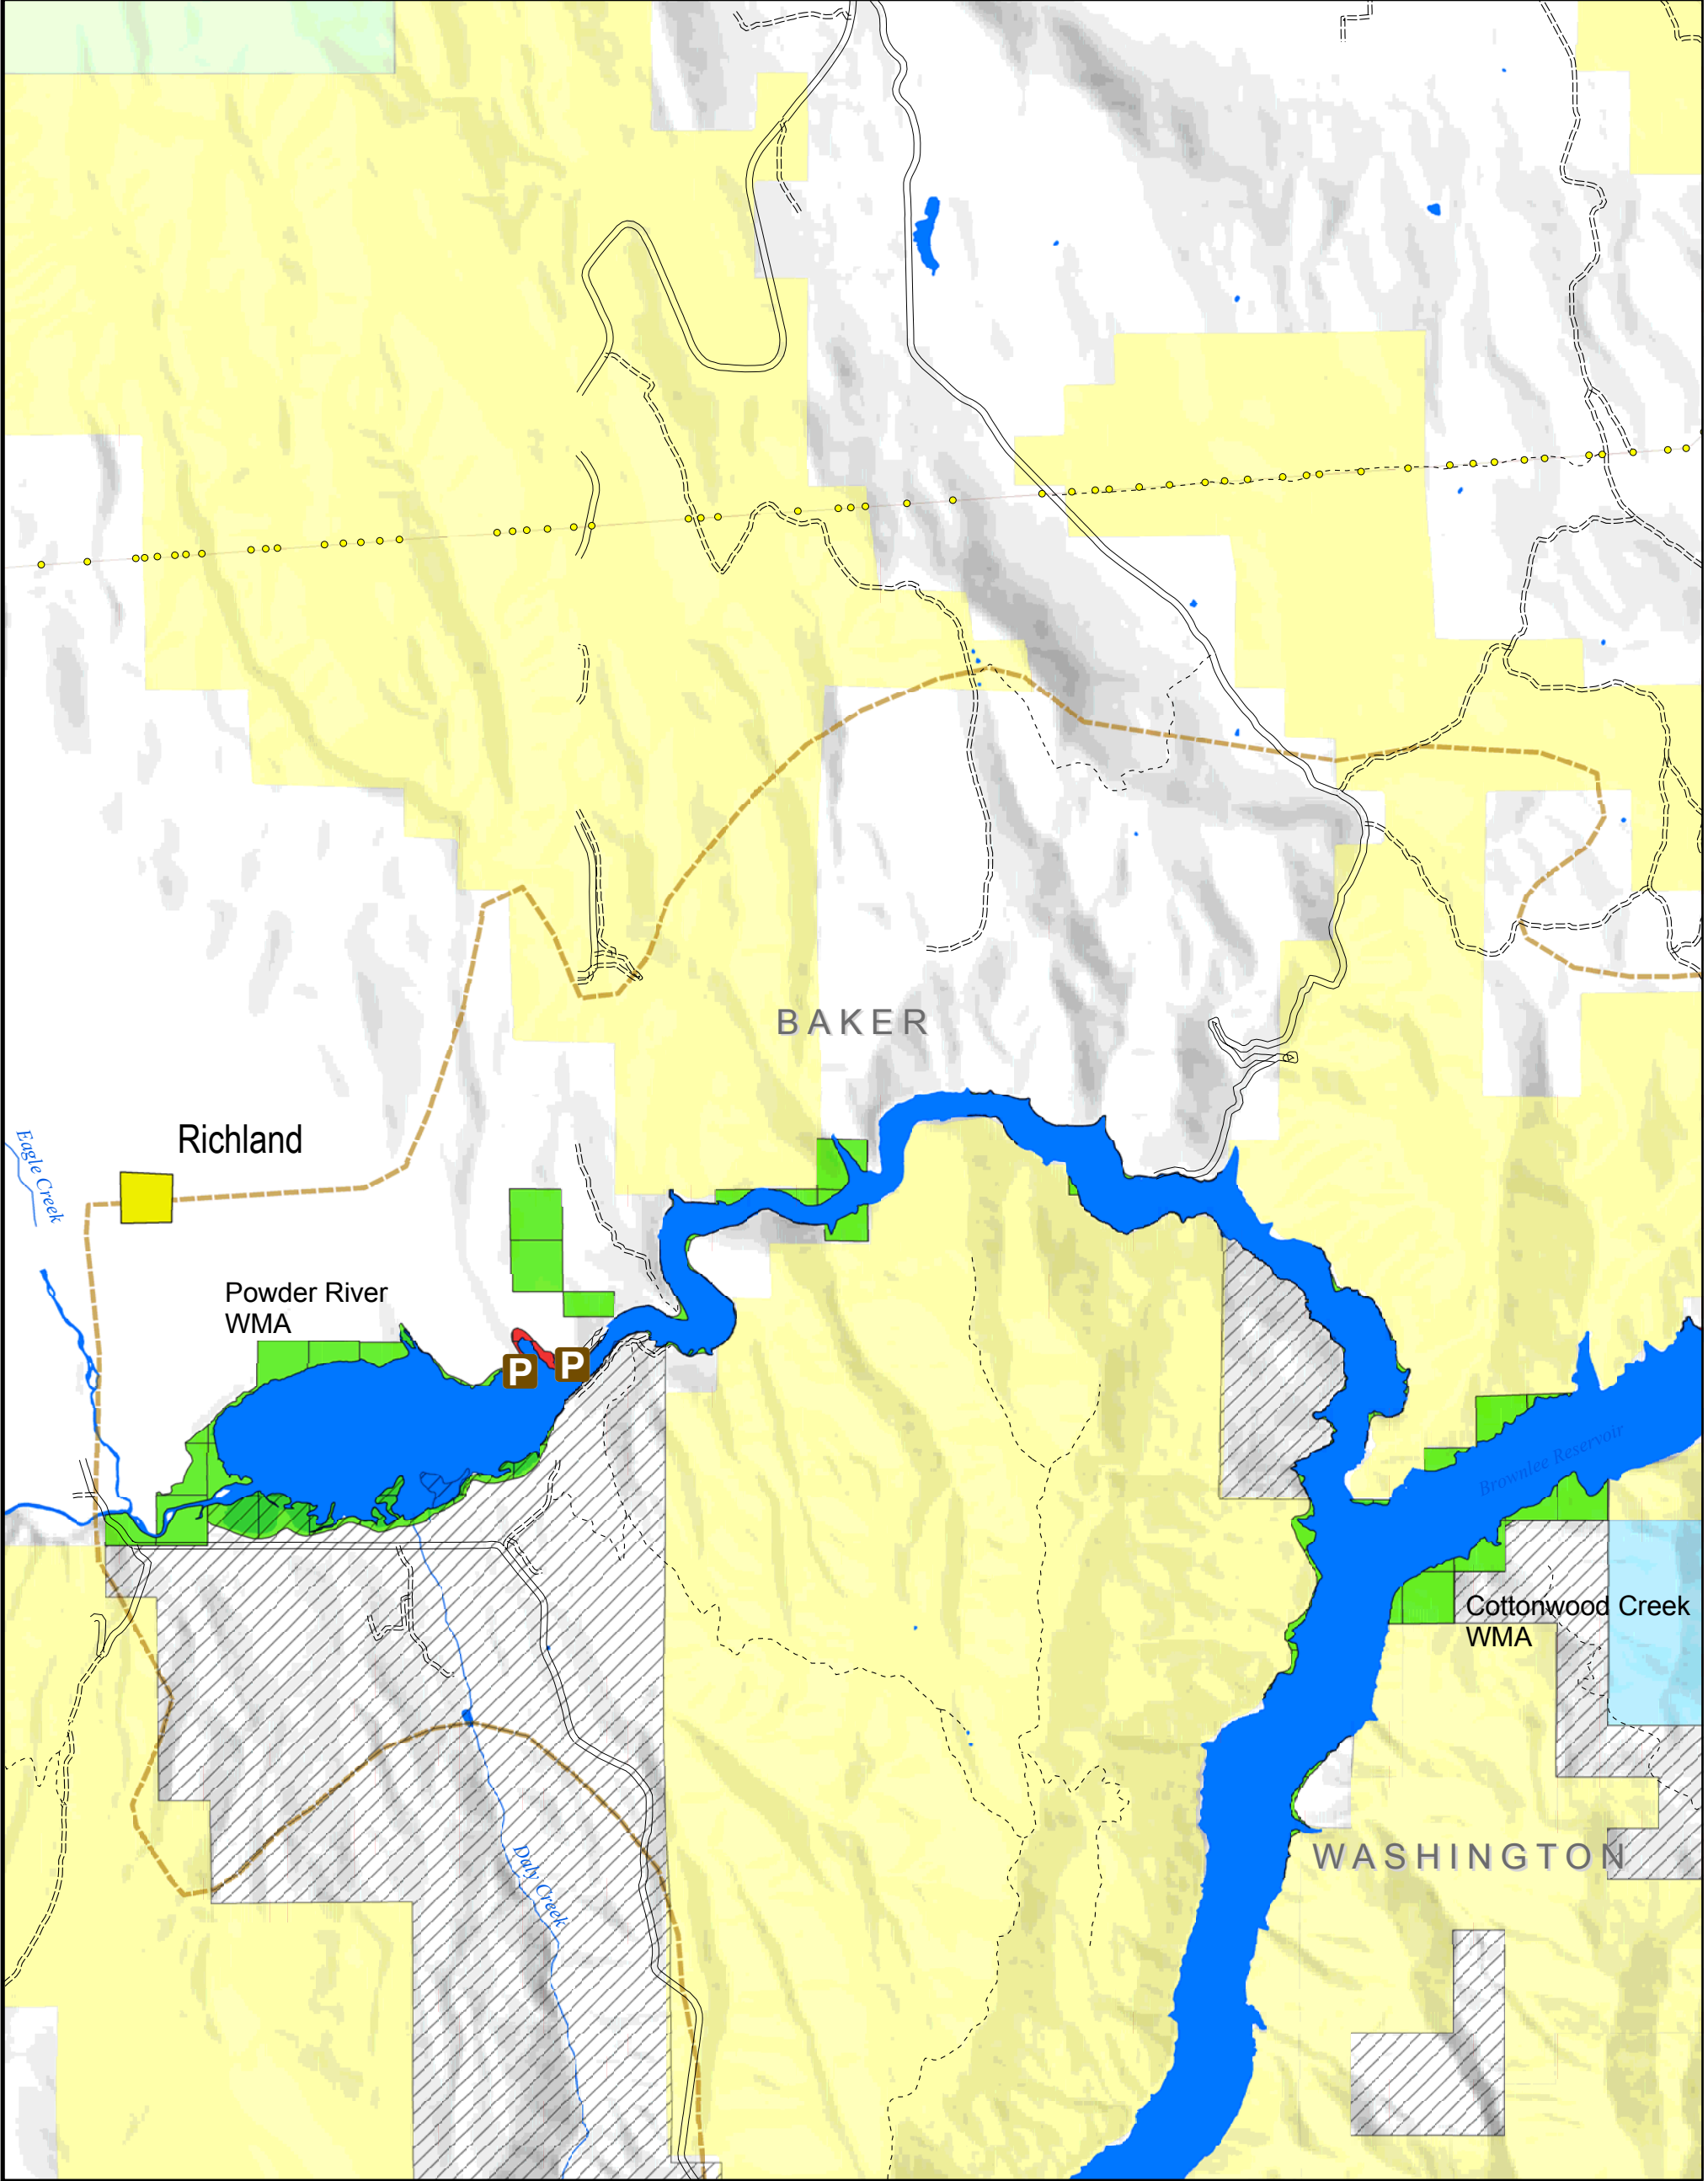 BAKER
Richland
Eagle Creek
Powder River
WMA
P
P
Brownlee Reservoir
Cottonwood Creek
WMA
WASHINGTON
Daly Creek